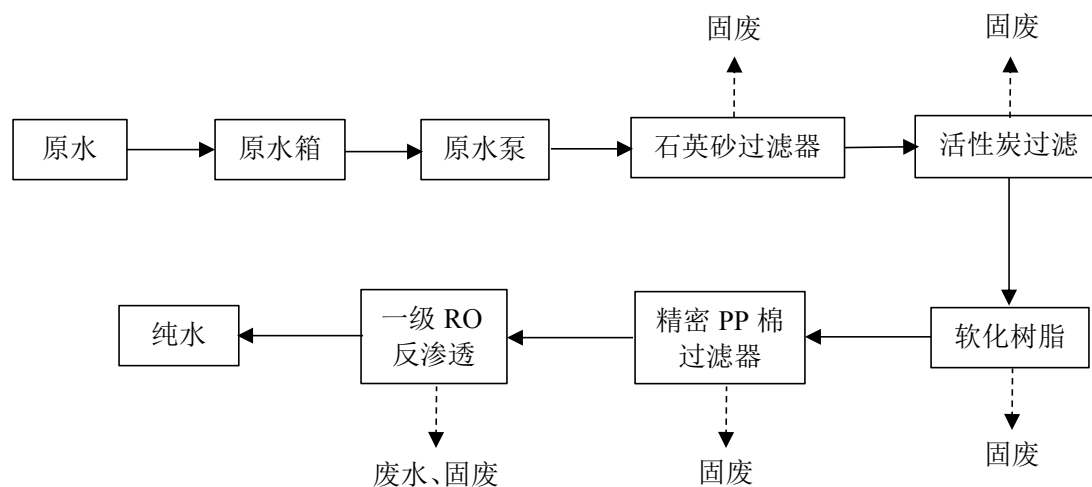 固废
固废
原水
原水箱
原水泵
石英砂过滤器
活性炭过滤
纯水
一级 RO
反渗透
精密 PP 棉
过滤器
软化树脂
废水、固废
固废
固废